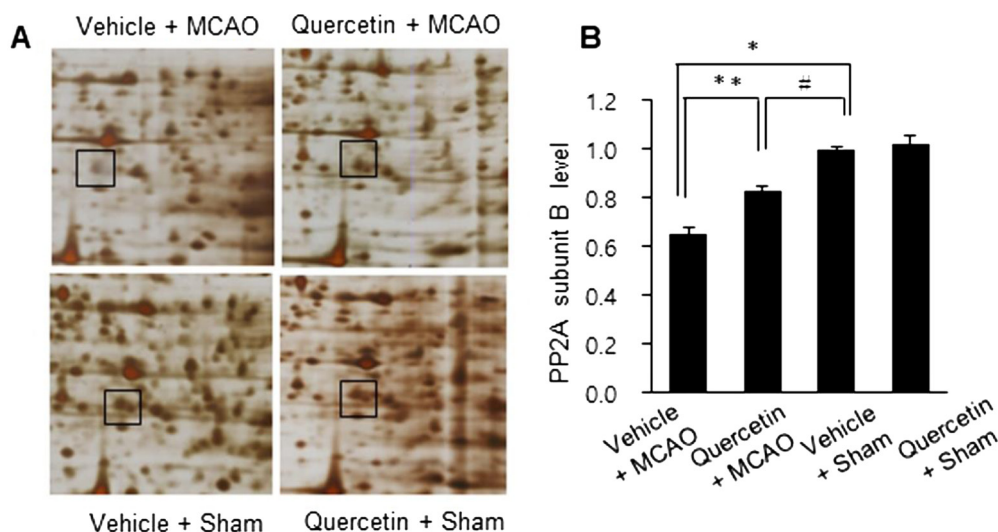 A
Vehicle + MCAO
Quercetin + MCAO
Vehicle + Sham
Quercetin + Sham
B
*
**
#
PP2A subunit B level
1.2
1.0
0.8
0.6
0.4
0.2
0.0
Vehicle
+ MCAO
Quercetin
+ MCAO
Vehicle
+ Sham
Quercetin
+ Sham